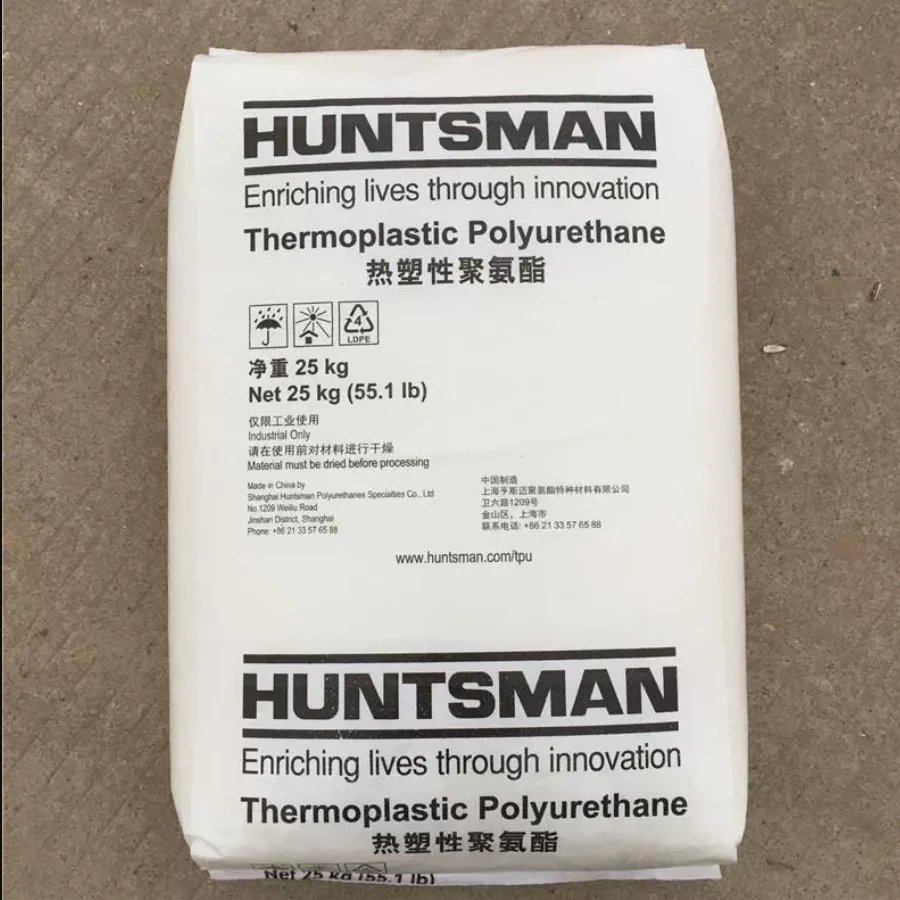 HUNTSMAN
Enriching lives through innovation
Thermoplastic Polyurethane
热塑性聚氨酯
4
LDPE
净重 25 kg
Net 25 kg (55.1 lb)
仅限工业使用
Industrial Only
请在使用前对材料进行干燥
Material must be dried before processing
Made in China by
Shanghai Huntsman Polyurethanes Specialties Co., Ltd
No.1209 Weiliu Road
Jinshan District, Shanghai
Phone: +86 21 33 57 65 88
中国制造
上海亨斯迈聚氨酯特种材料有限公司
卫六路1209号
金山区，上海市
联系电话: +86 21 33 57 65 88
www.huntsman.com/tpu
HUNTSMAN
Enriching lives through innovation
Thermoplastic Polyurethane
热塑性聚氨酯
Net 25 kg (55.1 lb)